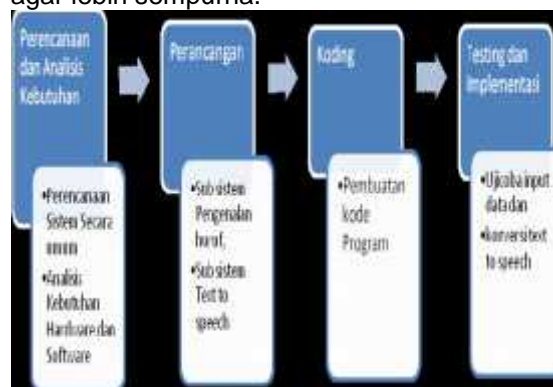 agar lebih sempurna.
Perencanaan
dan Analisis
Kebutuhan
•Perencanaan
Sistem Secara
umum
•Analisis
Kebutuhan
Hardware dan
Software
Perancangan
•Sub sistem
Pengenalan
huruf,
•Sub sistem
Text to
speech
Koding
•Pembuatan
kode
Program
Testing dan
Implementasi
•Ujicoba input
data dan
•konversi text
to speech